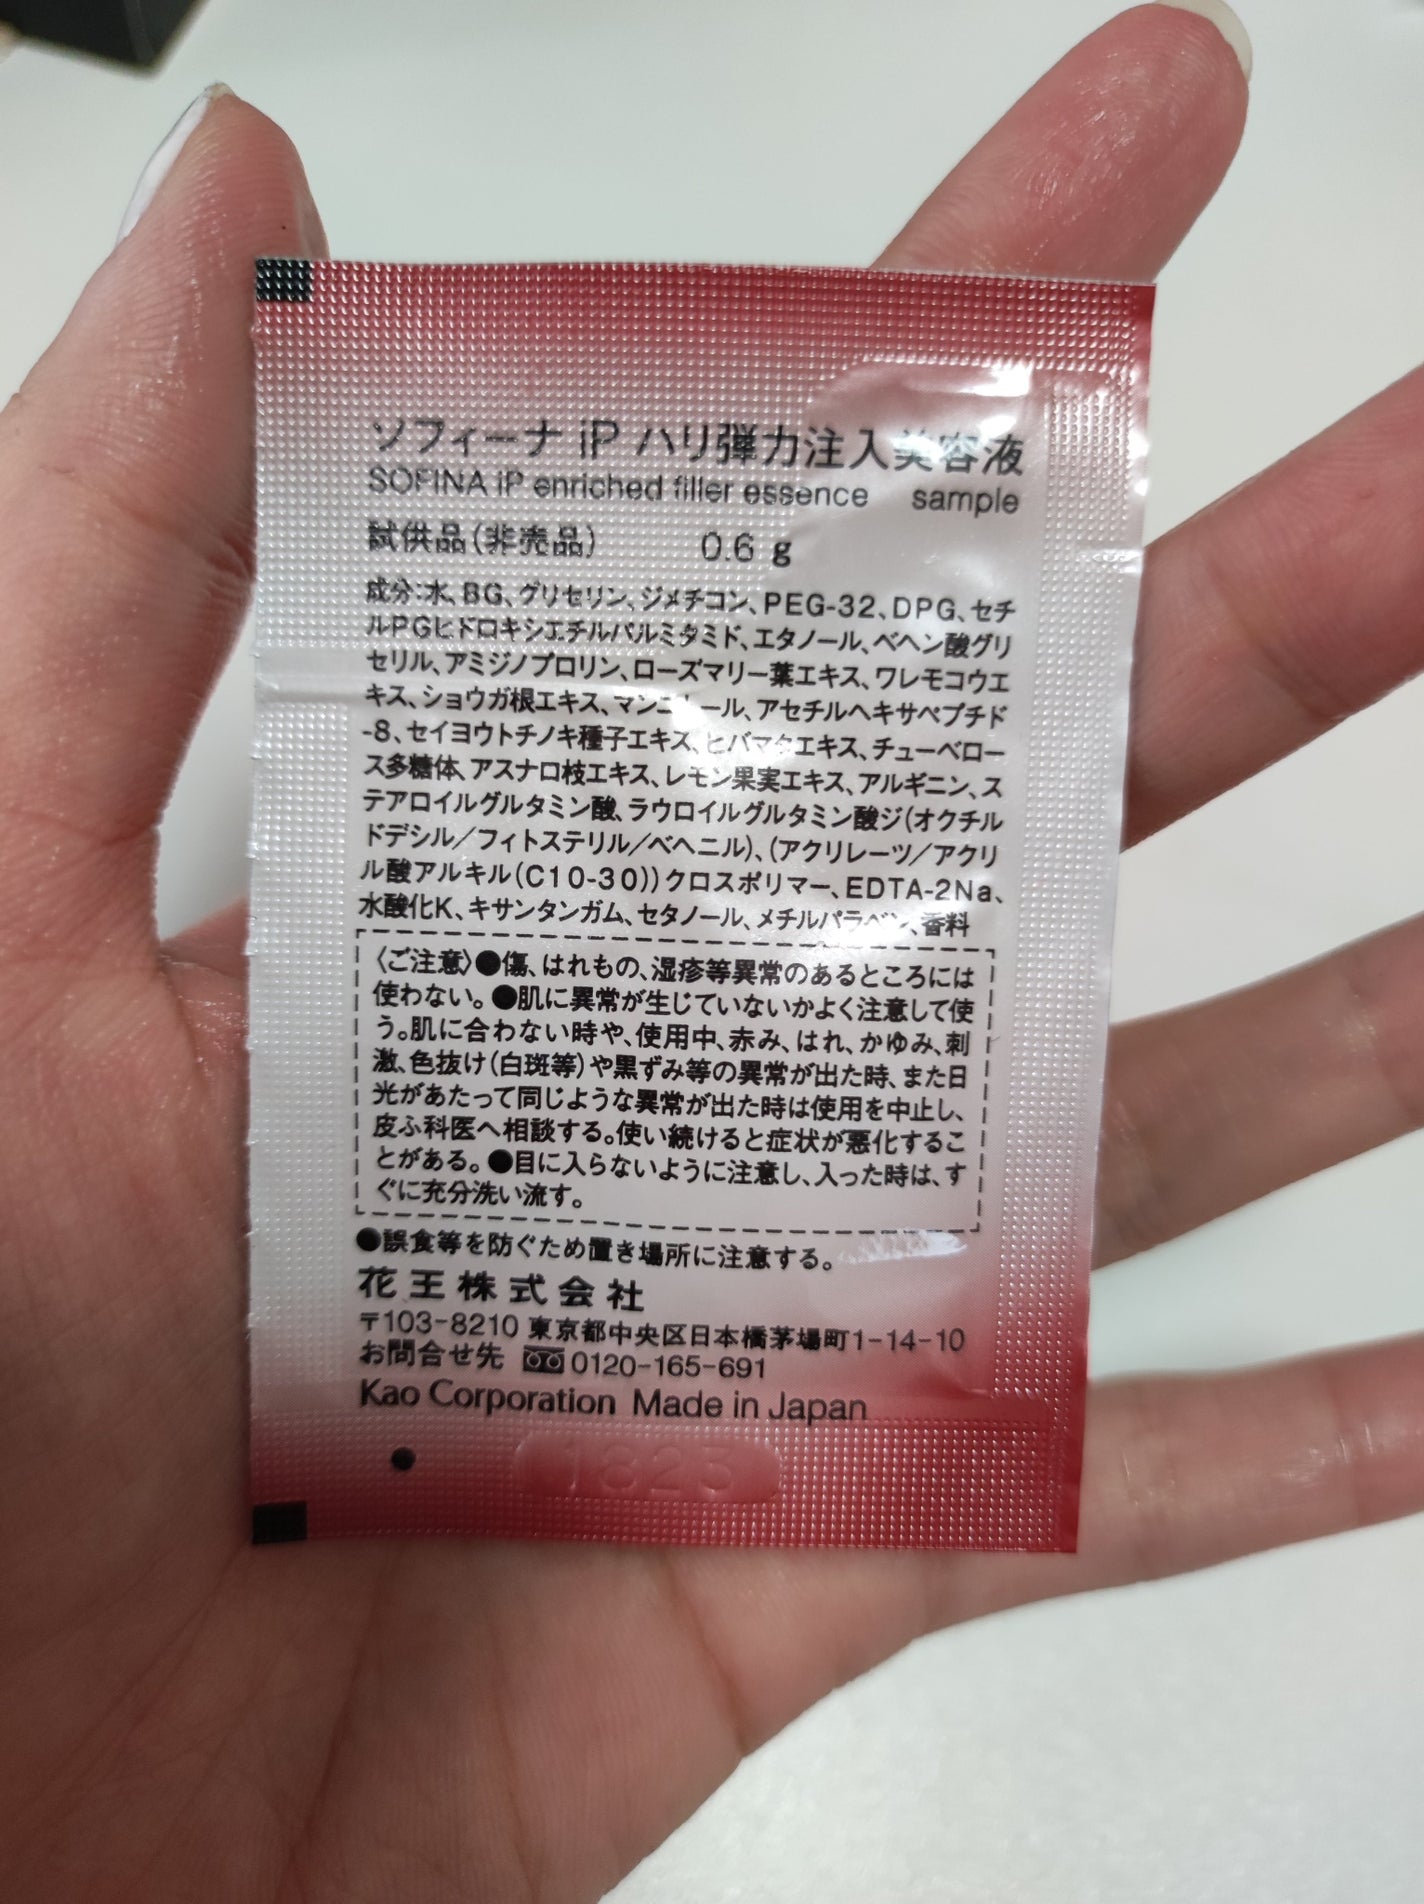 ソフィーナ iP ハリ弾力注入美容液
SOFINA iP enriched filler essence sample
試供品(非売品) 0.6 g
成分:水、BG、グリセリン、ジメチコン、PEG-32、DPG、セチ
ルPGヒドロキシエチルパルミタミド、エタノール、ベヘン酸グリ
セリル、アミジノプロリン、ローズマリー葉エキス、ワレモコウエ
キス、ショウガ根エキス、マンニトール、アセチルヘキサペプチド
-8、セイヨウトチノキ種子エキス、ヒバマタエキス、チューベロー
ス多糖体、アスナロ枝エキス、レモン果実エキス、アルギニン、ス
テアロイルグルタミン酸、ラウロイルグルタミン酸ジ(オクチル
ドデシル/フィトステリル/ベヘニル)、(アクリレーツ/アクリ
ル酸アルキル(C10-30))クロスポリマー、EDTA-2Na、
水酸化K、キサンタンガム、セタノール、メチルパラベン、香料
〈ご注意〉●傷、はれもの、湿疹等異常のあるところには
使わない。●肌に異常が生じていないかよく注意して使
う。肌に合わない時や、使用中、赤み、はれ、かゆみ、刺
激、色抜け(白斑等)や黒ずみ等の異常が出た時、また日
光があたって同じような異常が出た時は使用を中止し、
皮ふ科医へ相談する。使い続けると症状が悪化するこ
とがある。●目に入らないように注意し、入った時は、す
ぐに充分洗い流す。
●誤食等を防ぐため置き場所に注意する。
花王株式会社
〒103-8210 東京都中央区日本橋茅場町1-14-10
お問合せ先 0120-165-691
Kao Corporation Made in Japan
1823